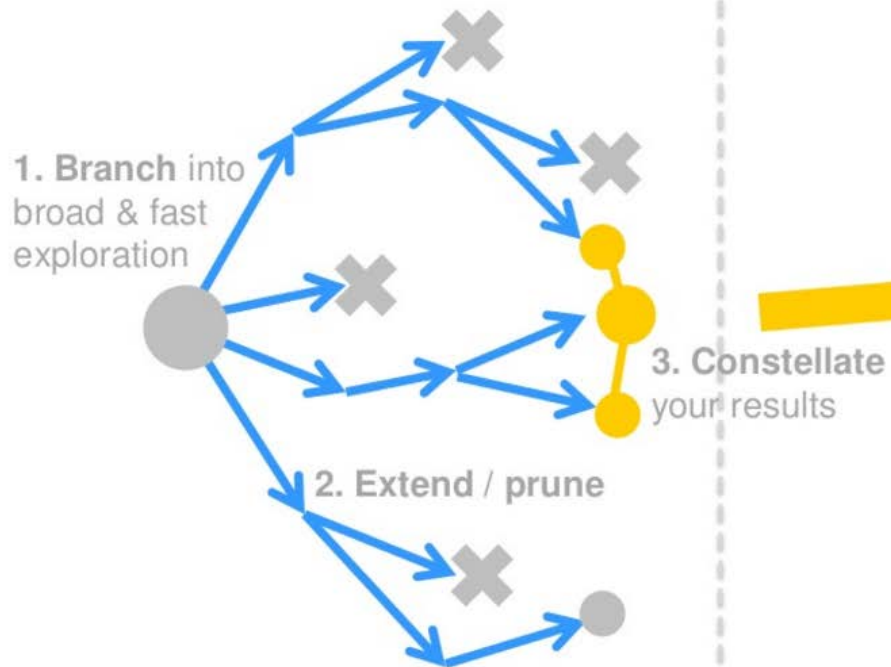 1. Branch into
broad & fast
exploration
2. Extend / prune
3. Constellate
your results